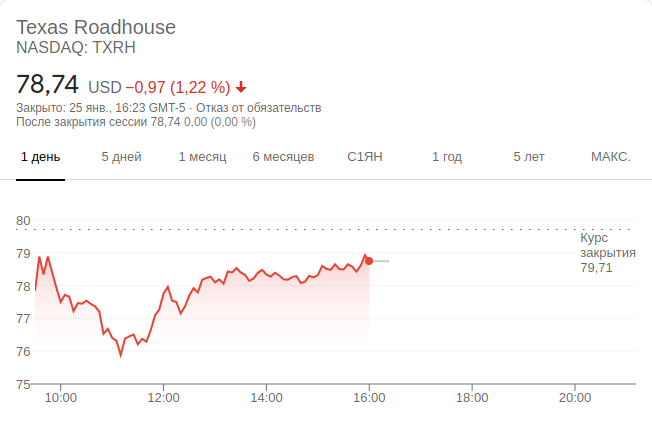 Texas Roadhouse
NASDAQ: TXRH
78,74 USD −0,97 (1,22 %)
Закрыто: 25 янв., 16:23 GMT-5 · Отказ от обязательств
После закрытия сессии 78,74 0,00 (0,00 %)
1 день 5 дней 1 месяц 6 месяцев С1ЯН 1 год 5 лет МАКС.
80
Курс
закрытия
79,71
79
78
77
76
75
10:00 12:00 14:00 16:00 18:00 20:00